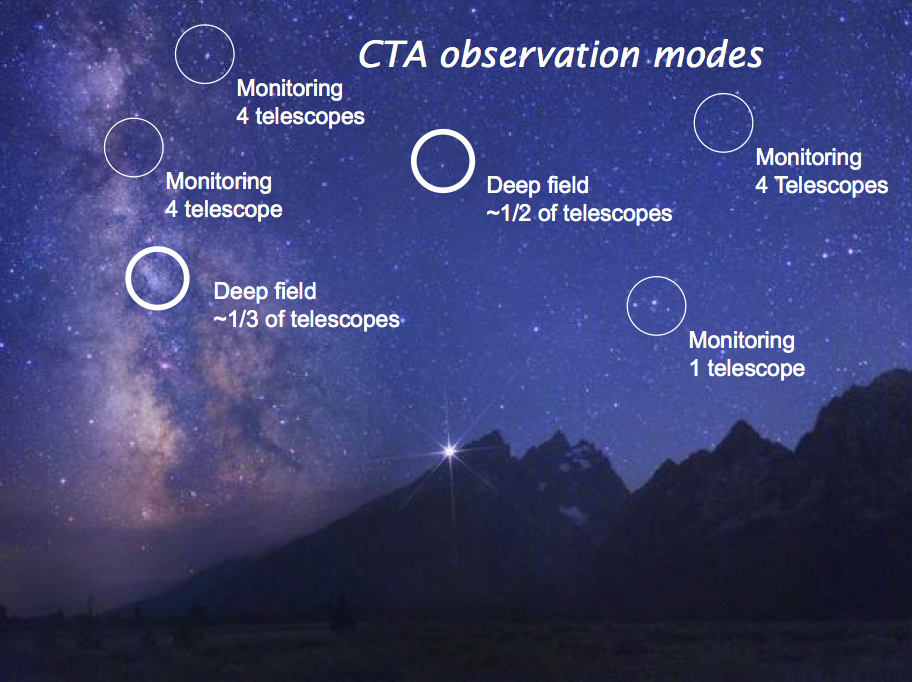 CTA observation modes
Monitoring
4 telescopes
Monitoring
4 Telescopes
Monitoring
4 telescope
Deep field
~1/2 of telescopes
Deep field
~1/3 of telescopes
Monitoring
1 telescope